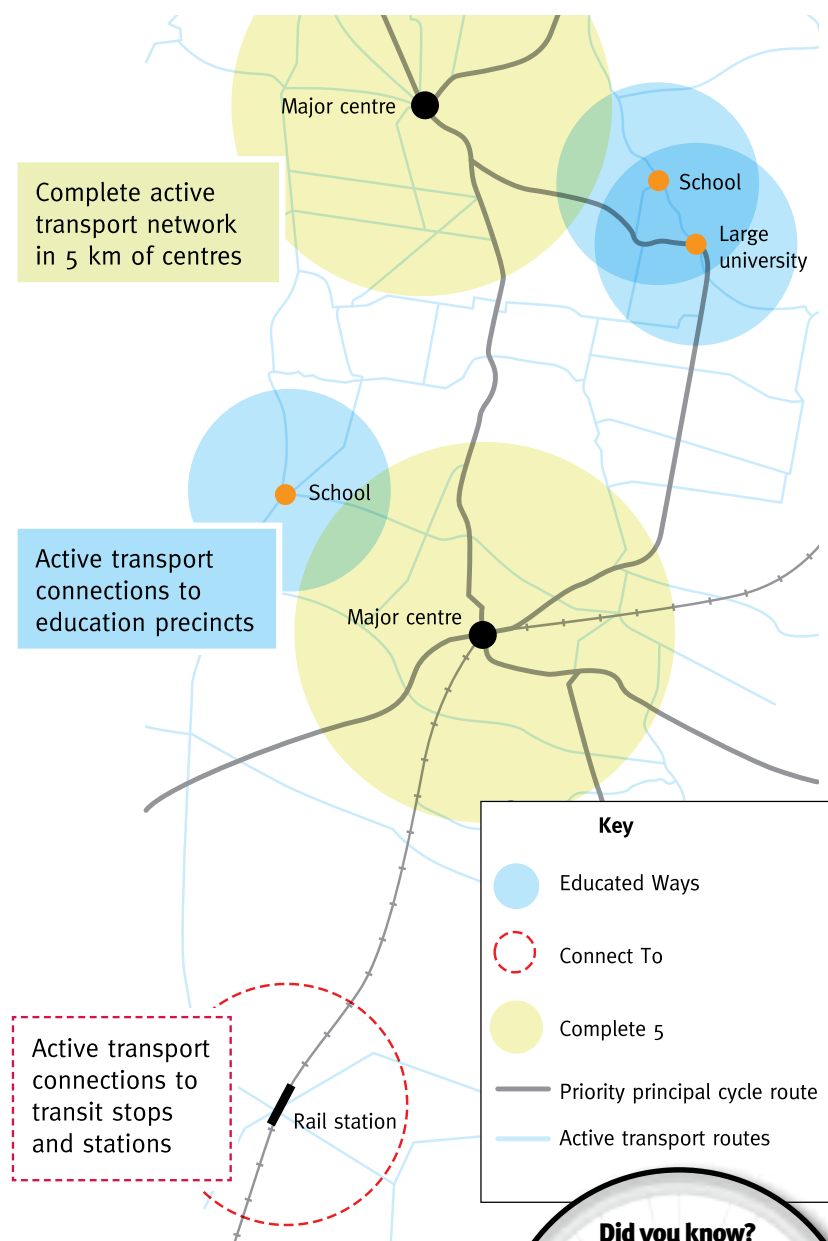 Major centre
School
Large
university
Complete active
transport network
in 5 km of centres
School
Active transport
connections to
education precincts
Major centre
Key
Educated Ways
Connect To
Complete 5
Priority principal cycle route
Active transport routes
Active transport
connections to
transit stops
and stations
Rail station
Did you know?